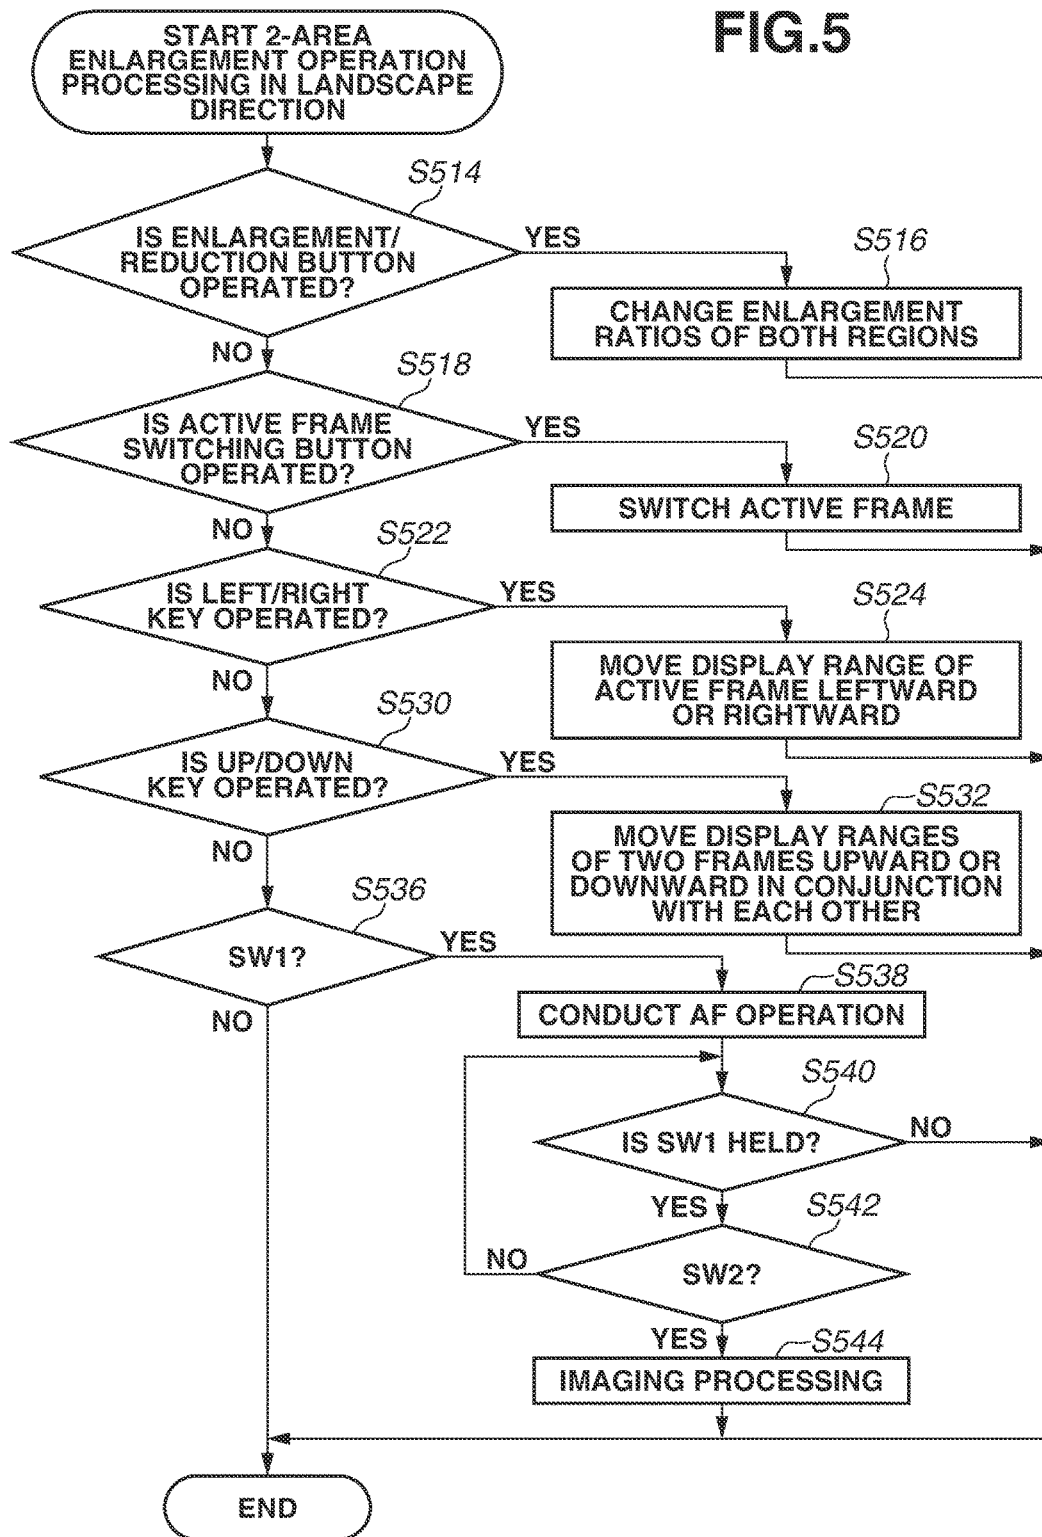 FIG.5
START 2-AREA
ENLARGEMENT OPERATION
PROCESSING IN LANDSCAPE
DIRECTION
S514
IS ENLARGEMENT/
REDUCTION BUTTON
OPERATED?
YES
NO
S516
CHANGE ENLARGEMENT
RATIOS OF BOTH REGIONS
S518
IS ACTIVE FRAME
SWITCHING BUTTON
OPERATED?
YES
NO
S520
SWITCH ACTIVE FRAME
S522
IS LEFT/RIGHT
KEY OPERATED?
YES
NO
S524
MOVE DISPLAY RANGE OF
ACTIVE FRAME LEFTWARD
OR RIGHTWARD
S530
IS UP/DOWN
KEY OPERATED?
YES
NO
S532
MOVE DISPLAY RANGES
OF TWO FRAMES UPWARD OR
DOWNWARD IN CONJUNCTION
WITH EACH OTHER
S536
SW1?
YES
NO
S538
CONDUCT AF OPERATION
S540
IS SW1 HELD?
NO
YES
S542
SW2?
NO
YES
S544
IMAGING PROCESSING
END